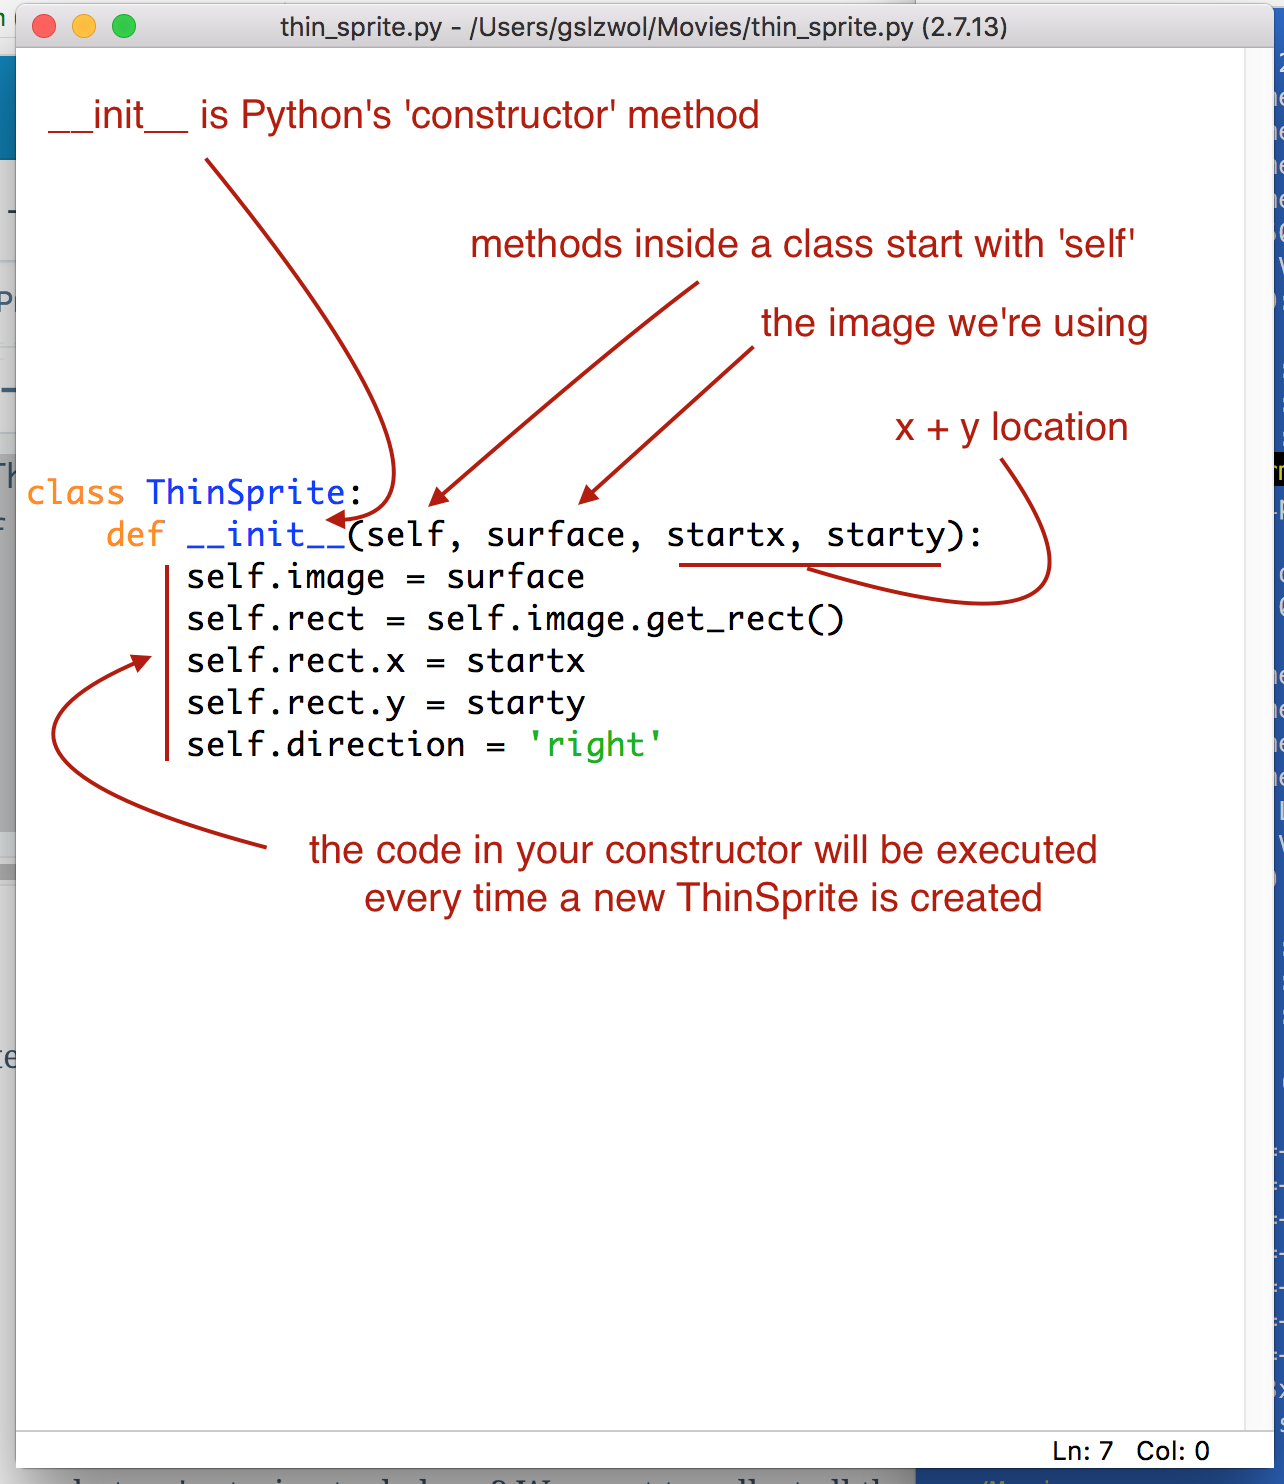 thin_sprite.py - /Users/gslzwol/Movies/thin_sprite.py (2.7.13)
__init__ is Python's 'constructor' method
methods inside a class start with 'self'
the image we're using
x + y location
class ThinSprite:
    def __init__(self, surface, startx, starty):
        self.image = surface
        self.rect = self.image.get_rect()
        self.rect.x = startx
        self.rect.y = starty
        self.direction = 'right'
the code in your constructor will be executed
every time a new ThinSprite is created
Ln: 7 Col: 0